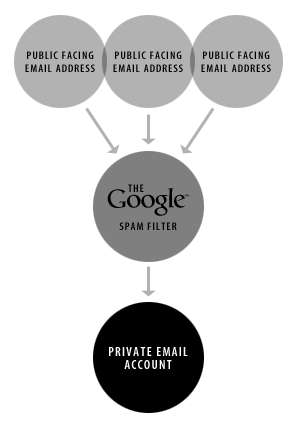 PUBLIC FACING
EMAIL ADDRESS
PUBLIC FACING
EMAIL ADDRESS
PUBLIC FACING
EMAIL ADDRESS
THE
Google™
SPAM FILTER
PRIVATE EMAIL
ACCOUNT